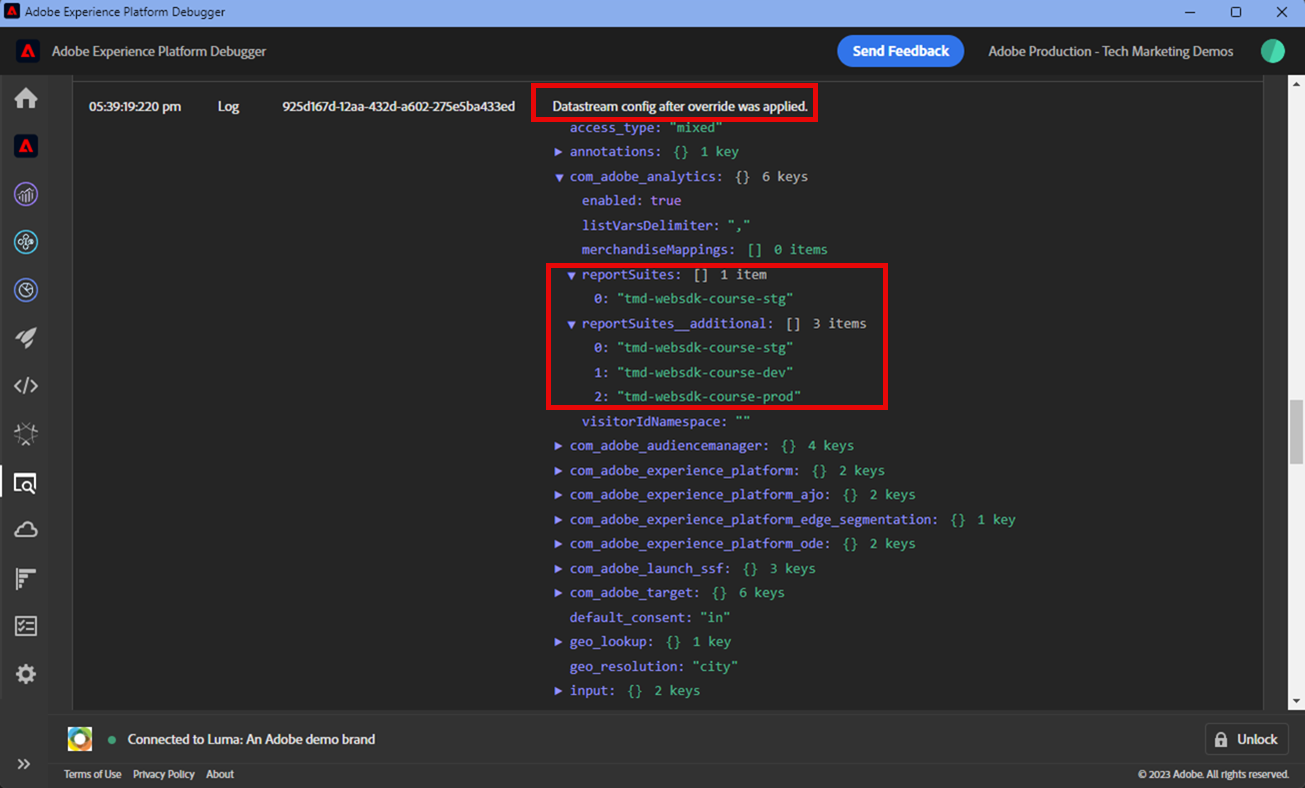 Adobe Experience Platform Debugger
Adobe Experience Platform Debugger
Send Feedback
Adobe Production - Tech Marketing Demos
05:39:19:220 pm Log 925d167d-12aa-432d-a602-275e5ba433ed Datastream config after override was applied.
access_type: "mixed"
annotations: {} 1 key
com_adobe_analytics: {} 6 keys
enabled: true
listVarsDelimiter: ","
merchandiseMappings: [] 0 items
reportSuites: [] 1 item
0: "tmd-websdk-course-stg"
reportSuites__additional: [] 3 items
0: "tmd-websdk-course-stg"
1: "tmd-websdk-course-dev"
2: "tmd-websdk-course-prod"
visitorIdNamespace: ""
com_adobe_audiencemanager: {} 4 keys
com_adobe_experience_platform: {} 2 keys
com_adobe_experience_platform_ajo: {} 2 keys
com_adobe_experience_platform_edge_segmentation: {} 1 key
com_adobe_experience_platform_ode: {} 2 keys
com_adobe_launch_ssf: {} 3 keys
com_adobe_target: {} 6 keys
default_consent: "in"
geo_lookup: {} 1 key
geo_resolution: "city"
input: {} 2 keys
Connected to Luma: An Adobe demo brand
Unlock
Terms of Use Privacy Policy About
© 2023 Adobe. All rights reserved.